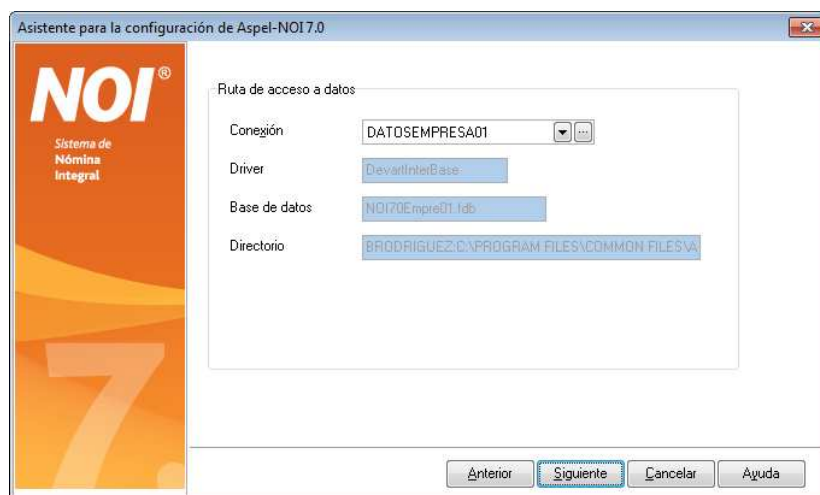 Asistente para la configuración de Aspel-NOI 7.0
NOI®
Sistema de
Nómina
Integral
7.
Ruta de acceso a datos
Conexión
DATOSEMPRESA01
Driver
DevartInterBase
Base de datos
NOI70Empre01.fdb
Directorio
BRODRIGUEZ:C:\PROGRAM FILES\COMMON FILES\A
Anterior
Siguiente
Cancelar
Ayuda